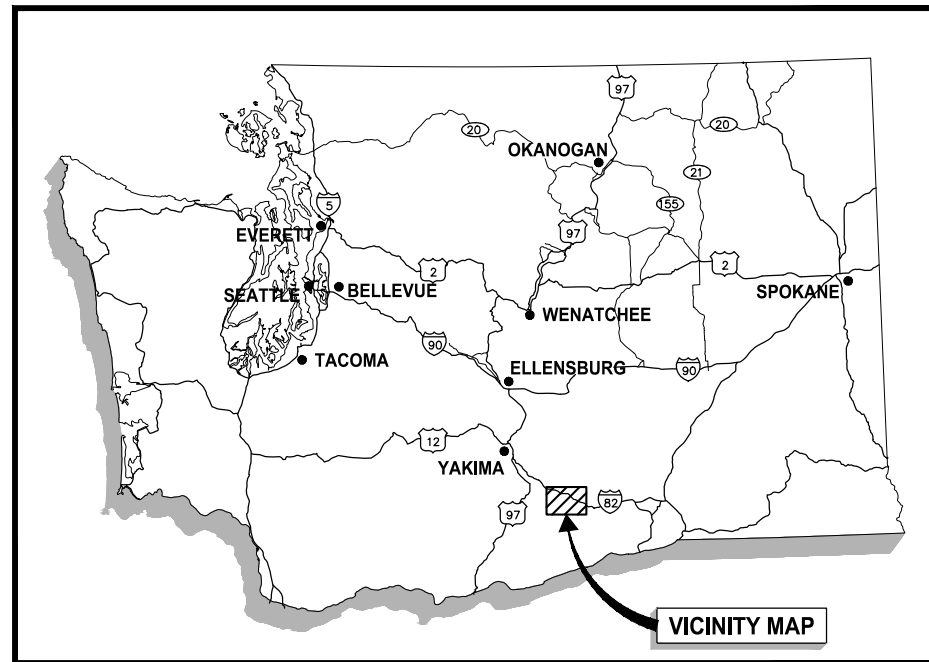 97
20
20
OKANOGAN
21
5
155
EVERETT
97
2
2
SEATTLE
BELLEVUE
SPOKANE
WENATCHEE
90
TACOMA
ELLENSBURG
90
12
YAKIMA
82
97
VICINITY MAP